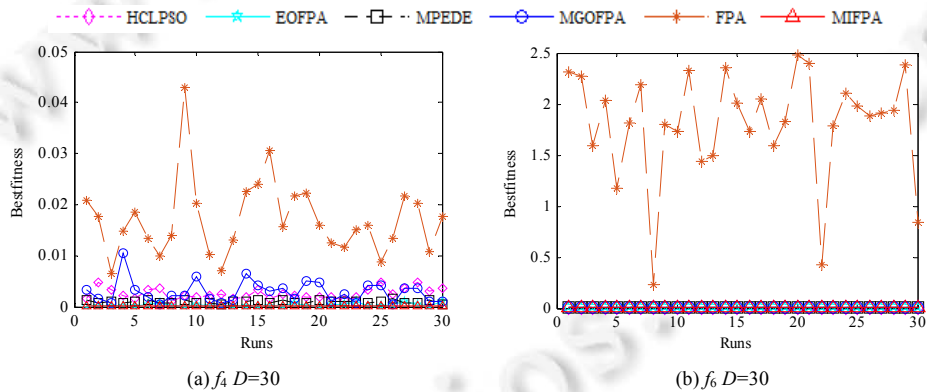 HCLPSO EOFPA MPEDE MGOFPA FPA MIFPA
0.05
0.04
0.03
0.02
0.01
0
Bestfitness
0 5 10 15 20 25 30
Runs
(a) f4 D=30
2.5
2
1.5
1
0.5
0
Bestfitness
5 10 15 20 25 30
Runs
(b) f6 D=30